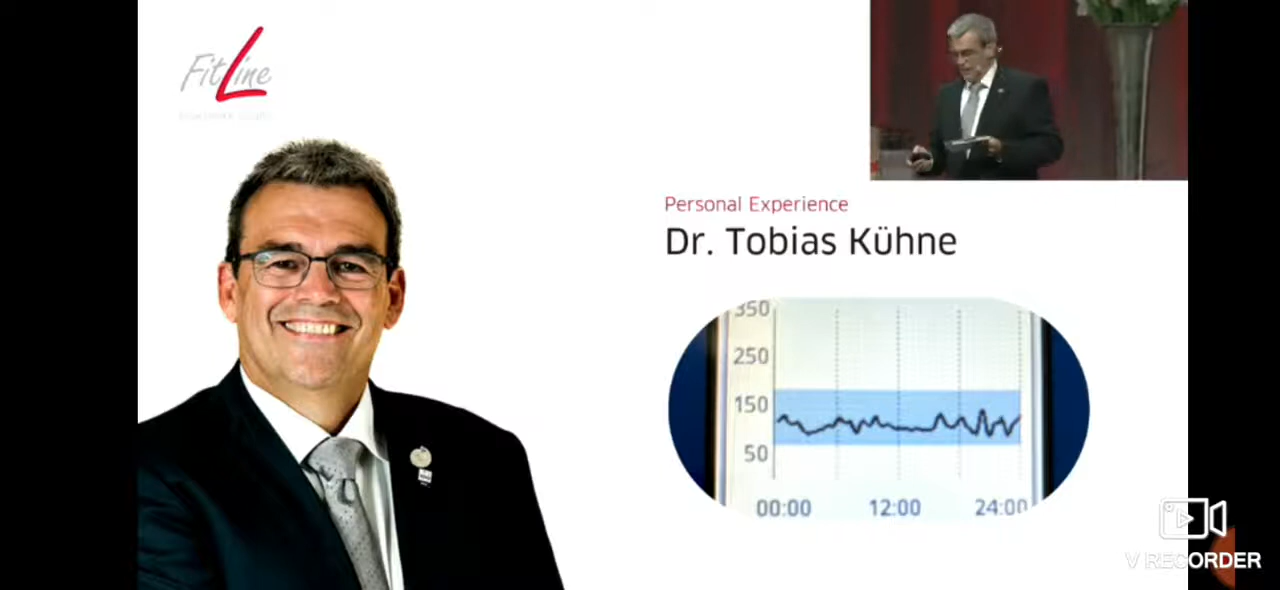 FitLine
Personal Experience
Dr. Tobias Kühne
350
250
150
50
00:00 12:00 24:00
V RECORDER